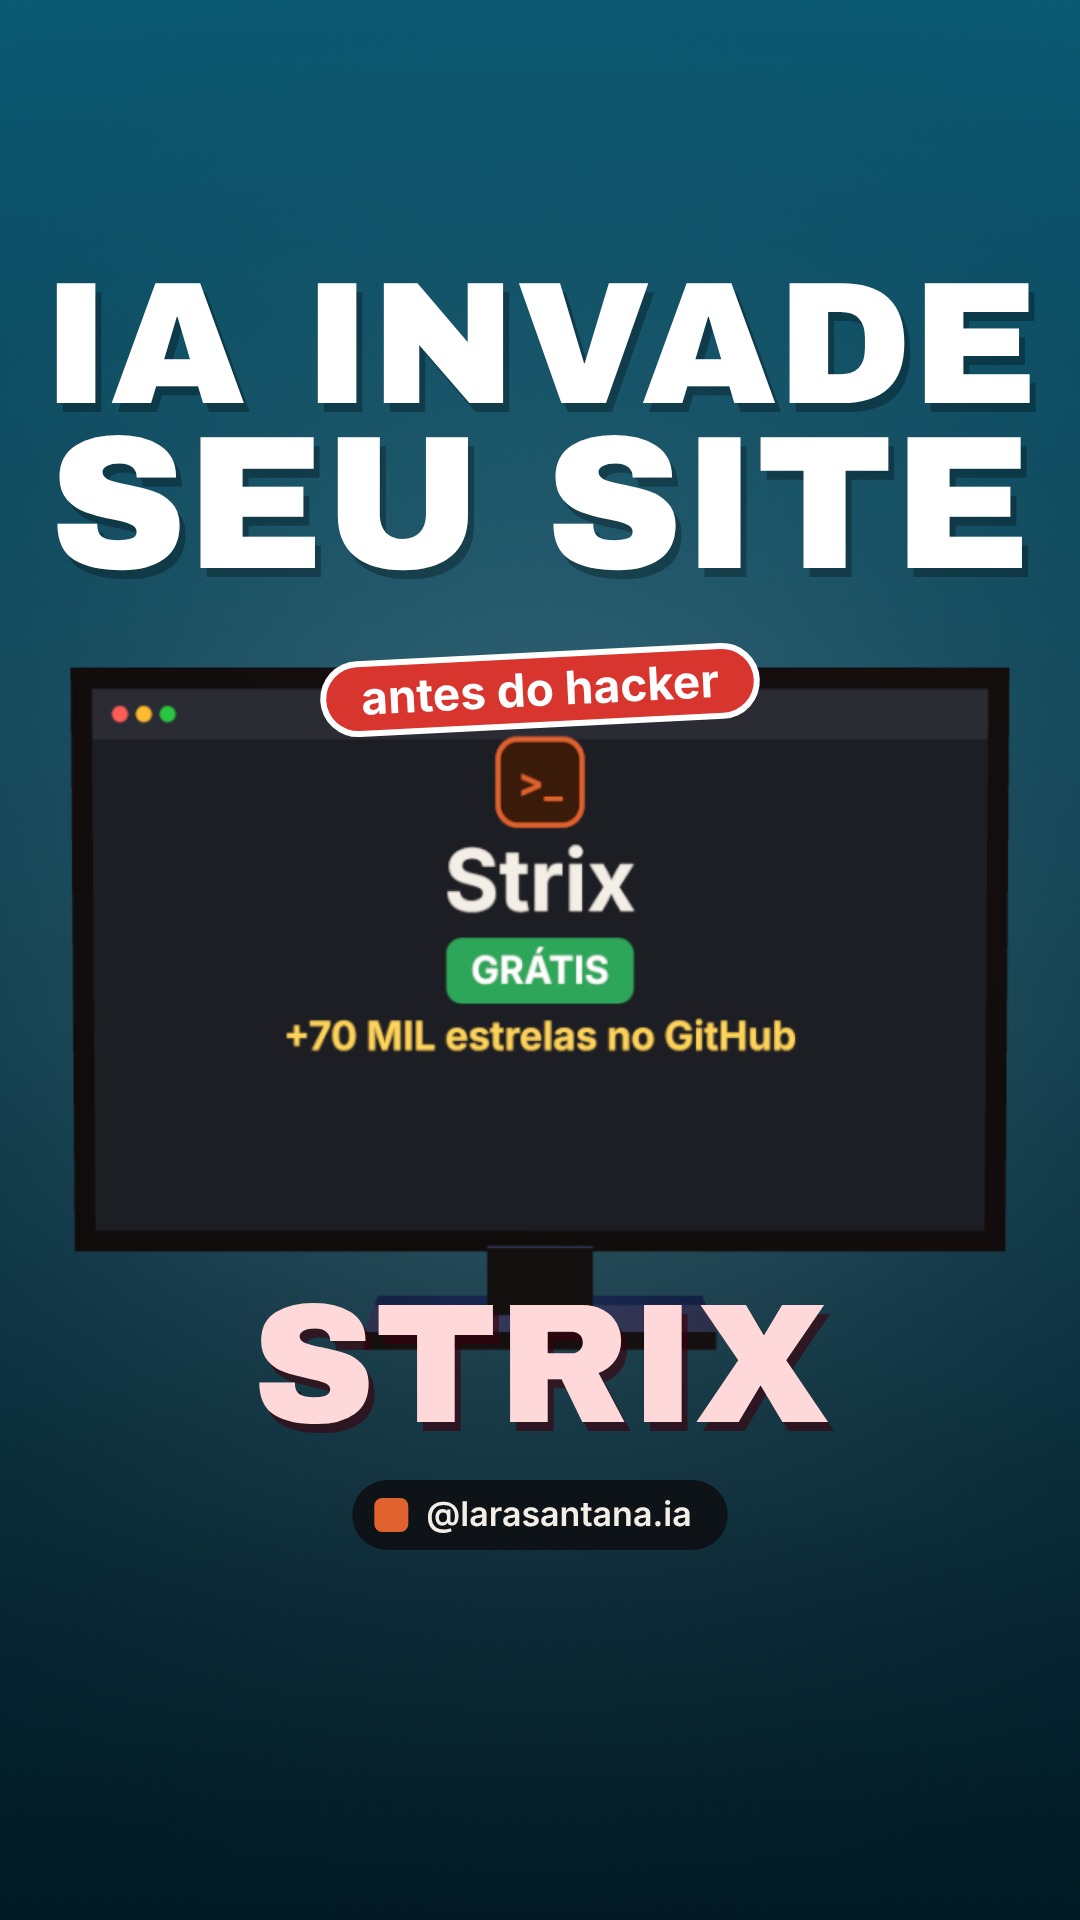 IA INVADE
SEU SITE
antes do hacker
>_
Strix
GRÁTIS
+70 MIL estrelas no GitHub
STRIX
@larasantana.ia